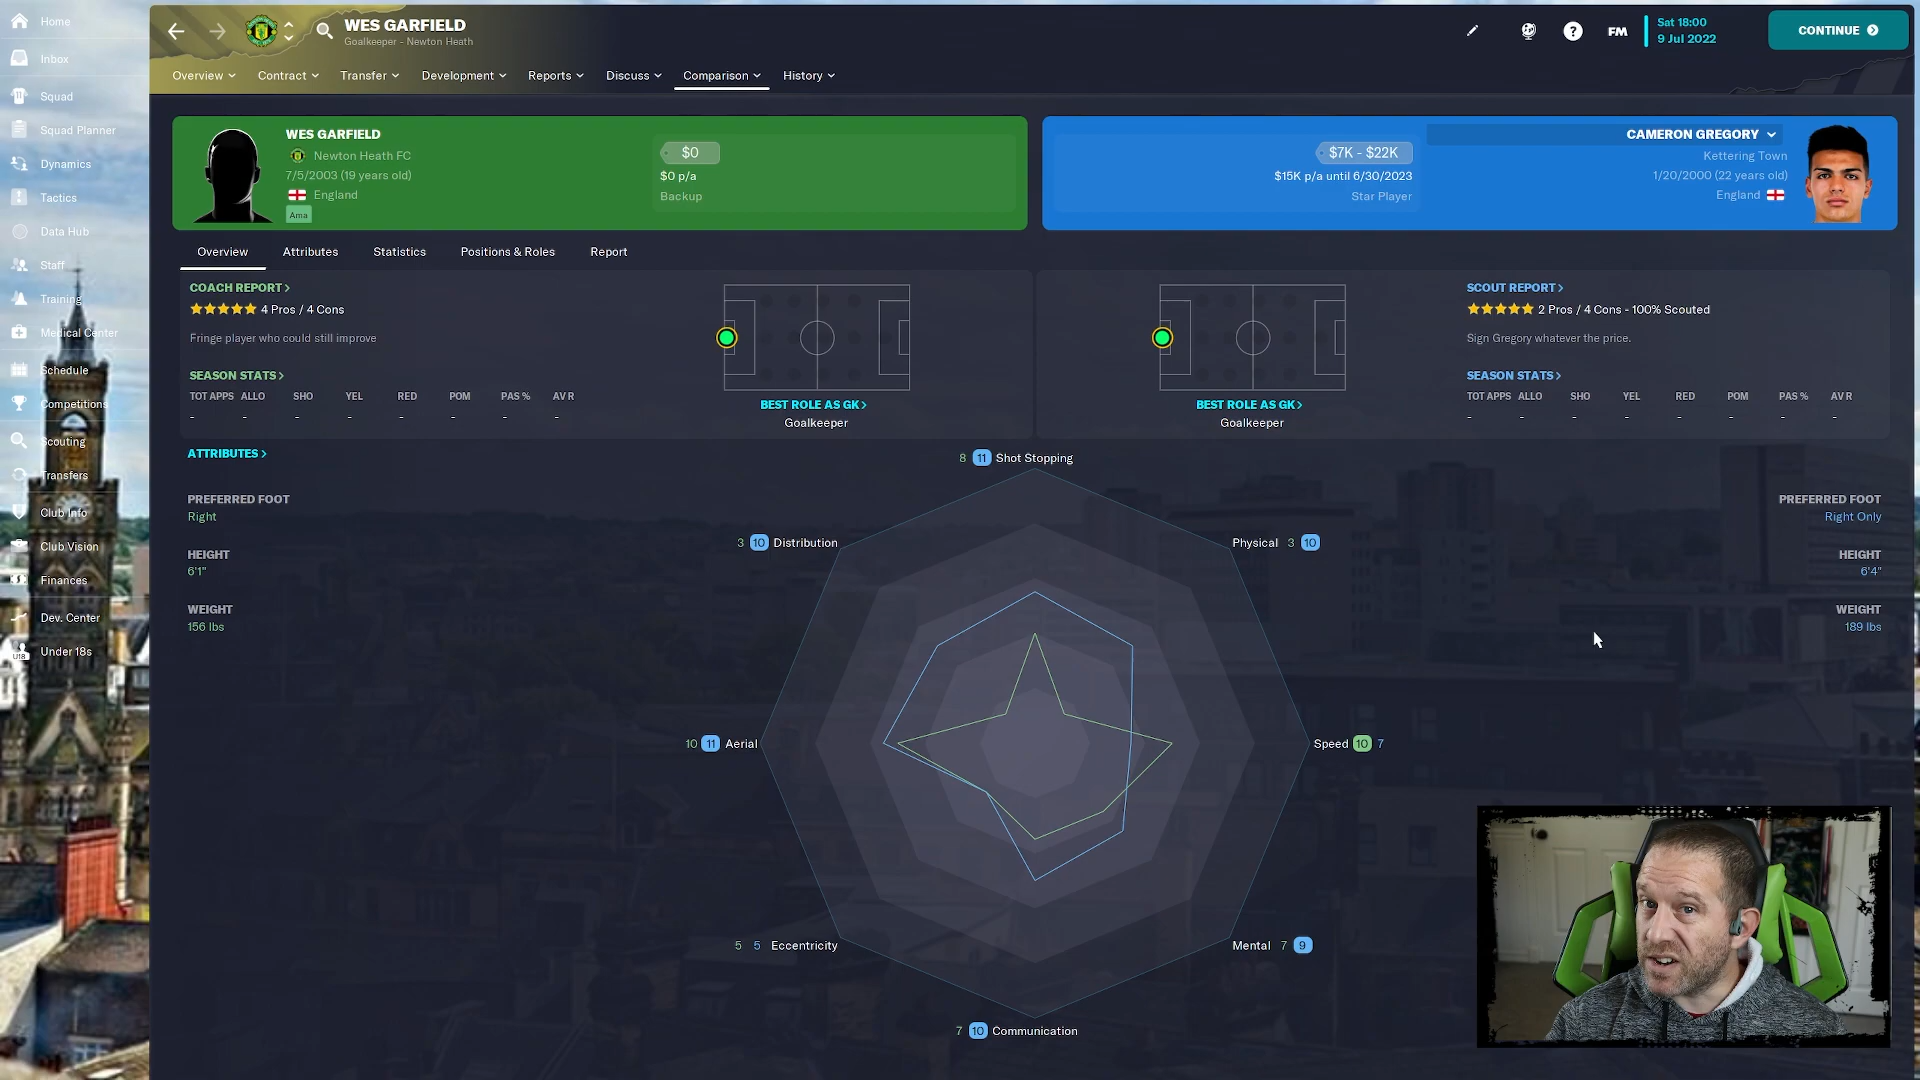 Home
Inbox
Squad
Squad Planner
Dynamics
Tactics
Data Hub
Staff
Training
Medical Center
Schedule
Competitions
Scouting
Transfers
Club Info
Club Vision
Finances
Dev. Center
U18 Under 18s
WES GARFIELD
Goalkeeper - Newton Heath
FM
Sat 18:00
9 Jul 2022
CONTINUE
Overview Contract Transfer Development Reports Discuss Comparison History
WES GARFIELD
Newton Heath FC
7/5/2003 (19 years old)
England
Ama
$0
$0 p/a
Backup
CAMERON GREGORY
$7K - $22K
Kettering Town
$15K p/a until 6/30/2023
1/20/2000 (22 years old)
Star Player
England
Overview Attributes Statistics Positions & Roles Report
COACH REPORT >
4 Pros / 4 Cons
Fringe player who could still improve
SEASON STATS >
TOT APPS ALLO SHO YEL RED POM PAS % AV R
- - - - - - - -
BEST ROLE AS GK >
Goalkeeper
BEST ROLE AS GK >
Goalkeeper
SCOUT REPORT >
2 Pros / 4 Cons - 100% Scouted
Sign Gregory whatever the price.
SEASON STATS >
TOT APPS ALLO SHO YEL RED POM PAS % AV R
- - - - - - - -
ATTRIBUTES >
PREFERRED FOOT
Right
HEIGHT
6'1"
WEIGHT
156 lbs
8 11 Shot Stopping
3 10 Distribution
Physical 3 10
10 11 Aerial
Speed 10 7
5 5 Eccentricity
Mental 7 9
7 10 Communication
PREFERRED FOOT
Right Only
HEIGHT
6'4"
WEIGHT
189 lbs